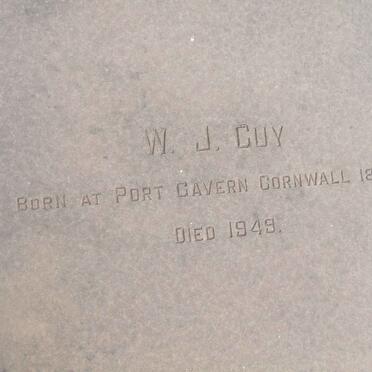 W. J. GUY
BORN AT PORT GAVERN CORNWALL 18
DIED 1949.